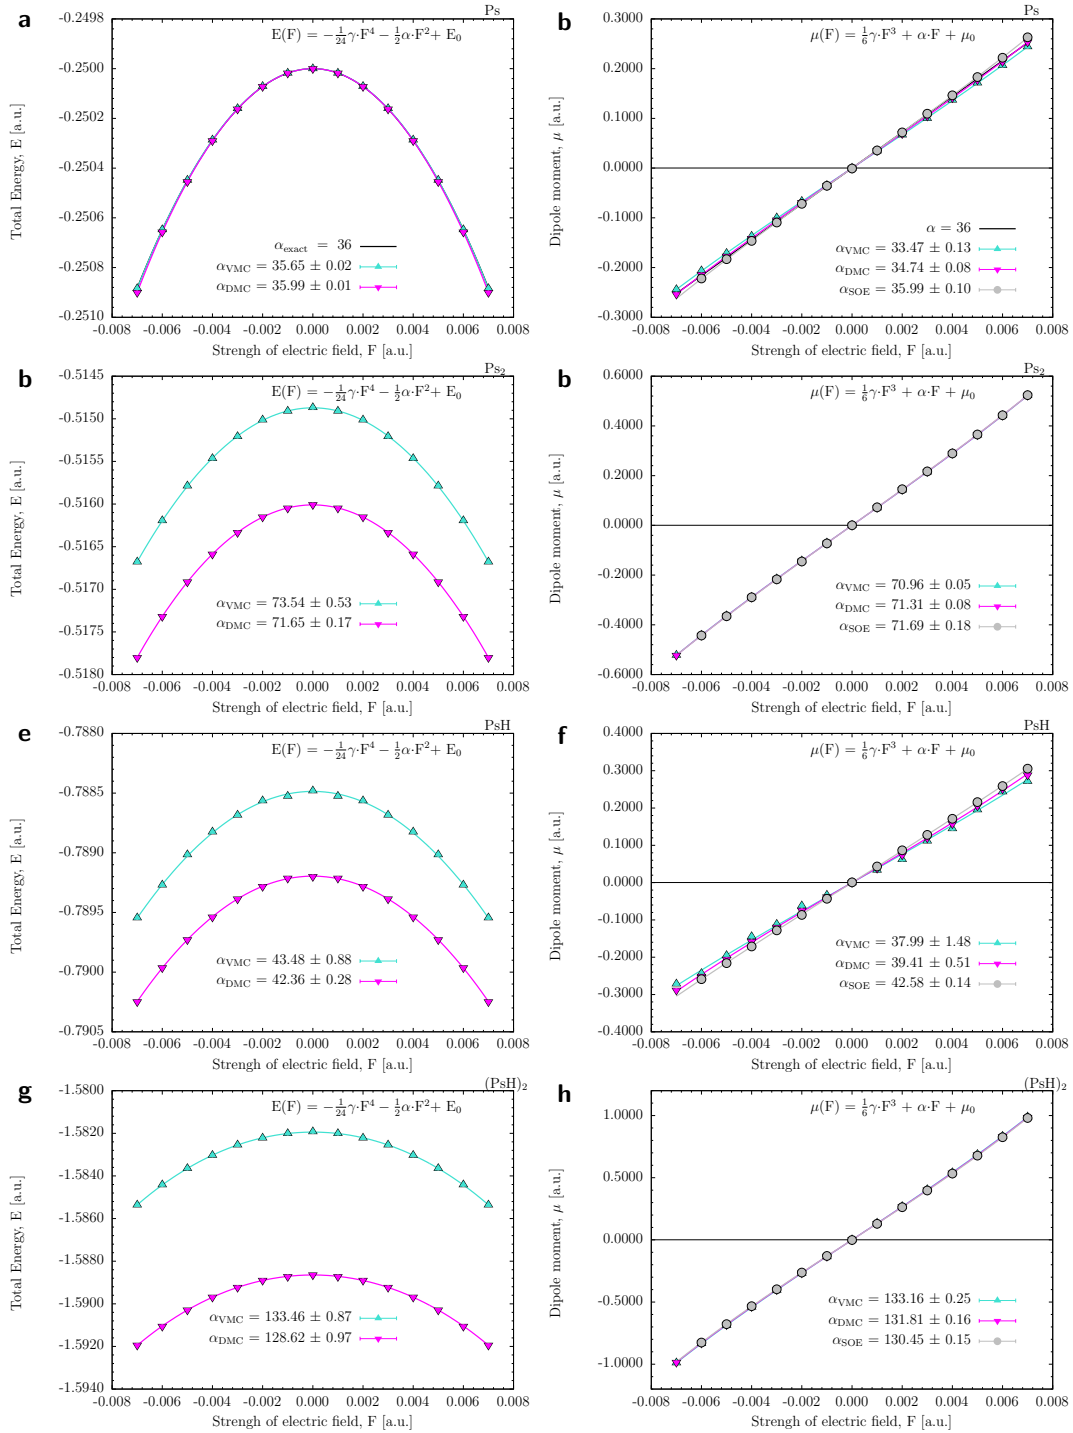 a
Ps
E(F) = −1/24 γ·F⁴ − 1/2 α·F² + E₀
Total Energy, E [a.u.]
-0.2498
-0.2500
-0.2502
-0.2504
-0.2506
-0.2508
-0.2510
α_exact = 36
α_VMC = 35.65 ± 0.02
α_DMC = 35.99 ± 0.01
-0.008 -0.006 -0.004 -0.002 0.000 0.002 0.004 0.006 0.008
Strengh of electric field, F [a.u.]
b
Ps
μ(F) = 1/6 γ·F³ + α·F + μ₀
Dipole moment, μ [a.u.]
0.3000
0.2000
0.1000
0.0000
-0.1000
-0.2000
-0.3000
α = 36
α_VMC = 33.47 ± 0.13
α_DMC = 34.74 ± 0.08
α_SOE = 35.99 ± 0.10
-0.008 -0.006 -0.004 -0.002 0.000 0.002 0.004 0.006 0.008
Strengh of electric field, F [a.u.]
b
Ps₂
E(F) = −1/24 γ·F⁴ − 1/2 α·F² + E₀
Total Energy, E [a.u.]
-0.5145
-0.5150
-0.5155
-0.5160
-0.5165
-0.5170
-0.5175
-0.5180
α_VMC = 73.54 ± 0.53
α_DMC = 71.65 ± 0.17
-0.008 -0.006 -0.004 -0.002 0.000 0.002 0.004 0.006 0.008
Strengh of electric field, F [a.u.]
b
Ps₂
μ(F) = 1/6 γ·F³ + α·F + μ₀
Dipole moment, μ [a.u.]
0.6000
0.4000
0.2000
0.0000
-0.2000
-0.4000
-0.6000
α_VMC = 70.96 ± 0.05
α_DMC = 71.31 ± 0.08
α_SOE = 71.69 ± 0.18
-0.008 -0.006 -0.004 -0.002 0.000 0.002 0.004 0.006 0.008
Strengh of electric field, F [a.u.]
e
PsH
E(F) = −1/24 γ·F⁴ − 1/2 α·F² + E₀
Total Energy, E [a.u.]
-0.7880
-0.7885
-0.7890
-0.7895
-0.7900
-0.7905
α_VMC = 43.48 ± 0.88
α_DMC = 42.36 ± 0.28
-0.008 -0.006 -0.004 -0.002 0.000 0.002 0.004 0.006 0.008
Strengh of electric field, F [a.u.]
f
PsH
μ(F) = 1/6 γ·F³ + α·F + μ₀
Dipole moment, μ [a.u.]
0.4000
0.3000
0.2000
0.1000
0.0000
-0.1000
-0.2000
-0.3000
-0.4000
α_VMC = 37.99 ± 1.48
α_DMC = 39.41 ± 0.51
α_SOE = 42.58 ± 0.14
-0.008 -0.006 -0.004 -0.002 0.000 0.002 0.004 0.006 0.008
Strengh of electric field, F [a.u.]
g
(PsH)₂
E(F) = −1/24 γ·F⁴ − 1/2 α·F² + E₀
Total Energy, E [a.u.]
-1.5800
-1.5820
-1.5840
-1.5860
-1.5880
-1.5900
-1.5920
-1.5940
α_VMC = 133.46 ± 0.87
α_DMC = 128.62 ± 0.97
-0.008 -0.006 -0.004 -0.002 0.000 0.002 0.004 0.006 0.008
Strengh of electric field, F [a.u.]
h
(PsH)₂
μ(F) = 1/6 γ·F³ + α·F + μ₀
Dipole moment, μ [a.u.]
1.0000
0.5000
0.0000
-0.5000
-1.0000
α_VMC = 133.16 ± 0.25
α_DMC = 131.81 ± 0.16
α_SOE = 130.45 ± 0.15
-0.008 -0.006 -0.004 -0.002 0.000 0.002 0.004 0.006 0.008
Strengh of electric field, F [a.u.]